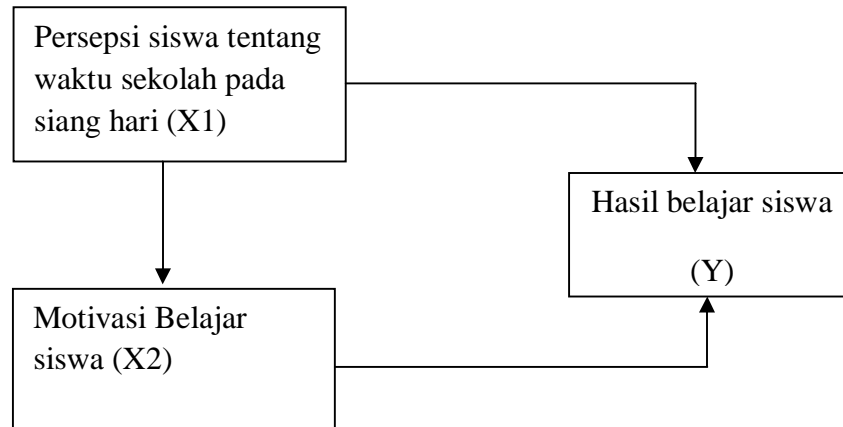 Persepsi siswa tentang
waktu sekolah pada
siang hari (X1)
Hasil belajar siswa
(Y)
Motivasi Belajar
siswa (X2)